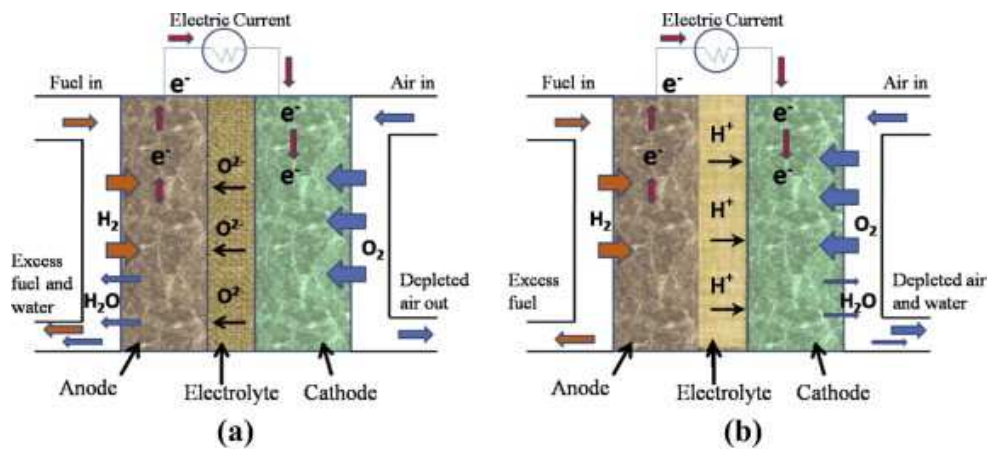 Electric Current
Fuel in
e⁻
Air in
e⁻
e⁻
e⁻
O²⁻
O²⁻
O²⁻
H₂
O₂
Excess
fuel and
water
H₂O
Depleted
air out
Anode
Electrolyte
Cathode
(a)
Electric Current
Fuel in
e⁻
Air in
e⁻
e⁻
e⁻
H⁺
H⁺
H⁺
H₂
O₂
Excess
fuel
H₂O
Depleted air
and water
Anode
Electrolyte
Cathode
(b)